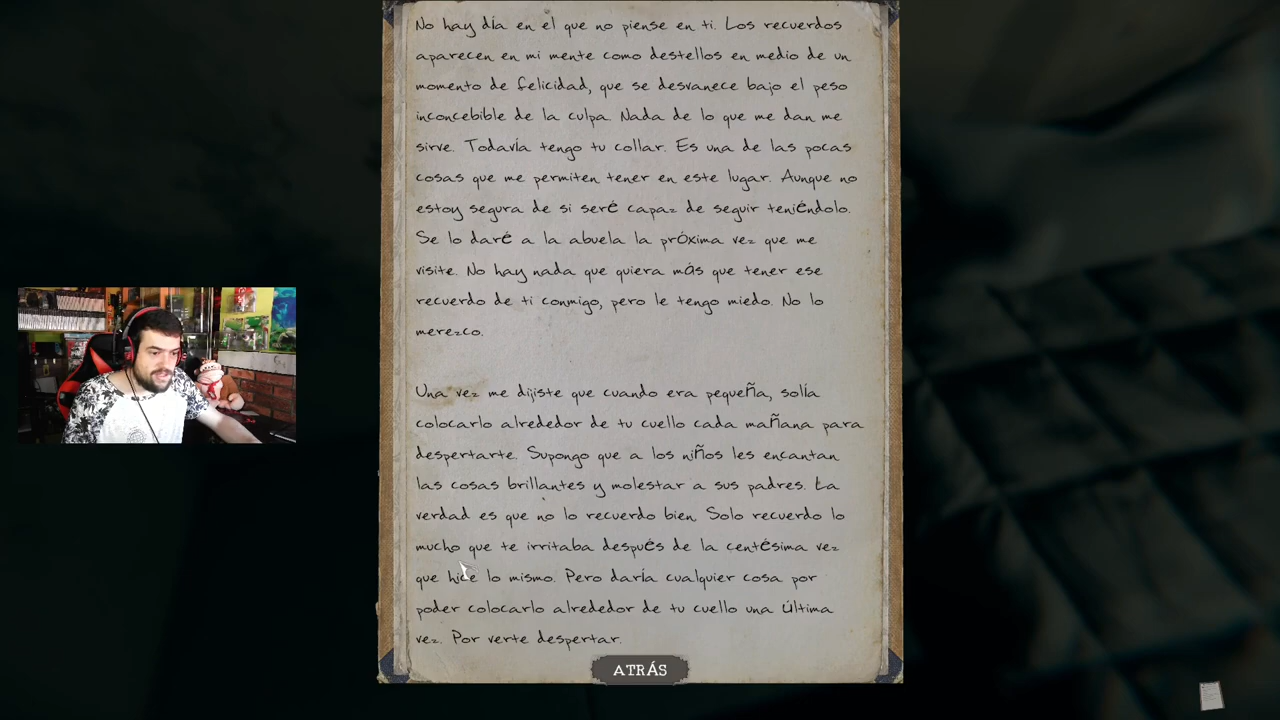 No hay día en el que no piense en ti. Los recuerdos
aparecen en mi mente como destellos en medio de un
momento de felicidad, que se desvanece bajo el peso
inconcebible de la culpa. Nada de lo que me dan me
sirve. Todavía tengo tu collar. Es una de las pocas
cosas que me permiten tener en este lugar. Aunque no
estoy segura de si seré capaz de seguir teniéndolo.
Se lo daré a la abuela la próxima vez que me
visite. No hay nada que quiera más que tener ese
recuerdo de ti conmigo, pero le tengo miedo. No lo
merezco.
Una vez me dijiste que cuando era pequeña, solía
colocarlo alrededor de tu cuello cada mañana para
despertarte. Supongo que a los niños les encantan
las cosas brillantes y molestar a sus padres. La
verdad es que no lo recuerdo bien. Solo recuerdo lo
mucho que te irritaba después de la centésima vez
que hice lo mismo. Pero daría cualquier cosa por
poder colocarlo alrededor de tu cuello una última
vez. Por verte despertar.
ATRÁS